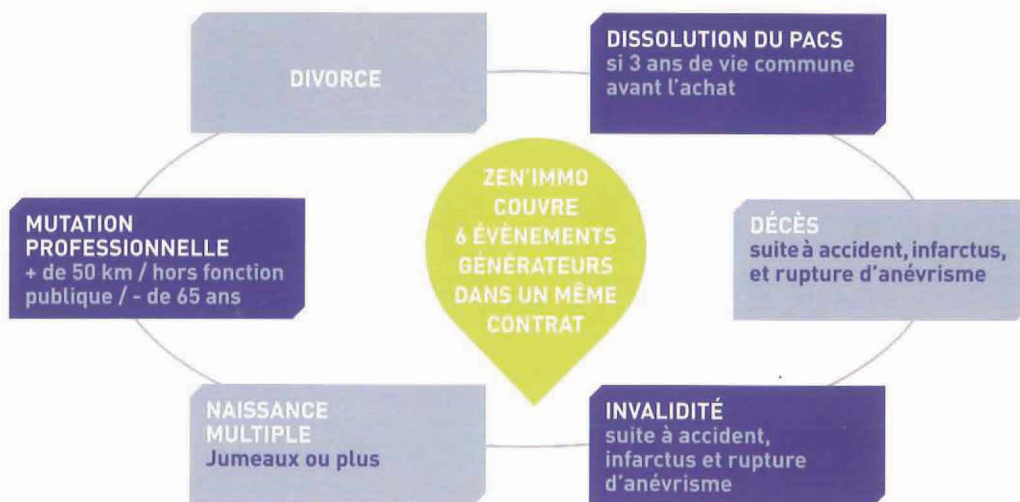 DIVORCE
DISSOLUTION DU PACS
si 3 ans de vie commune
avant l'achat
ZEN'IMMO
COUVRE
6 ÉVÈNEMENTS
GÉNÉRATEURS
DANS UN MÊME
CONTRAT
MUTATION
PROFESSIONNELLE
+ de 50 km / hors fonction
publique / - de 65 ans
DÉCÈS
suite à accident, infarctus,
et rupture d'anévrisme
NAISSANCE
MULTIPLE
Jumeaux ou plus
INVALIDITÉ
suite à accident,
infarctus et rupture
d'anévrisme